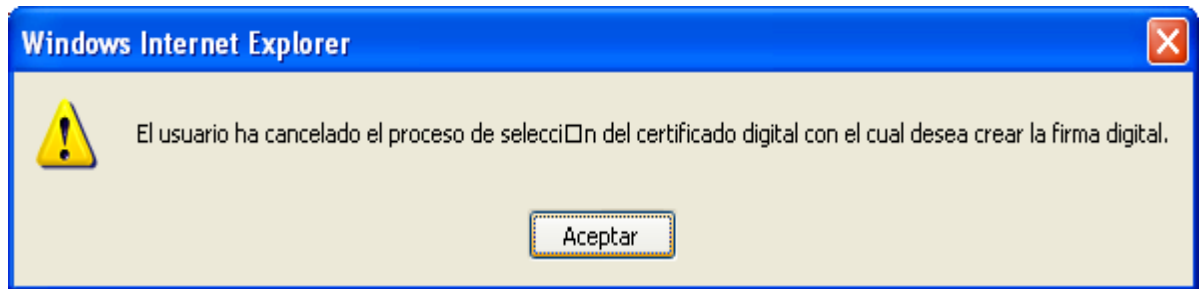 Windows Internet Explorer
El usuario ha cancelado el proceso de selecci□n del certificado digital con el cual desea crear la firma digital.
Aceptar